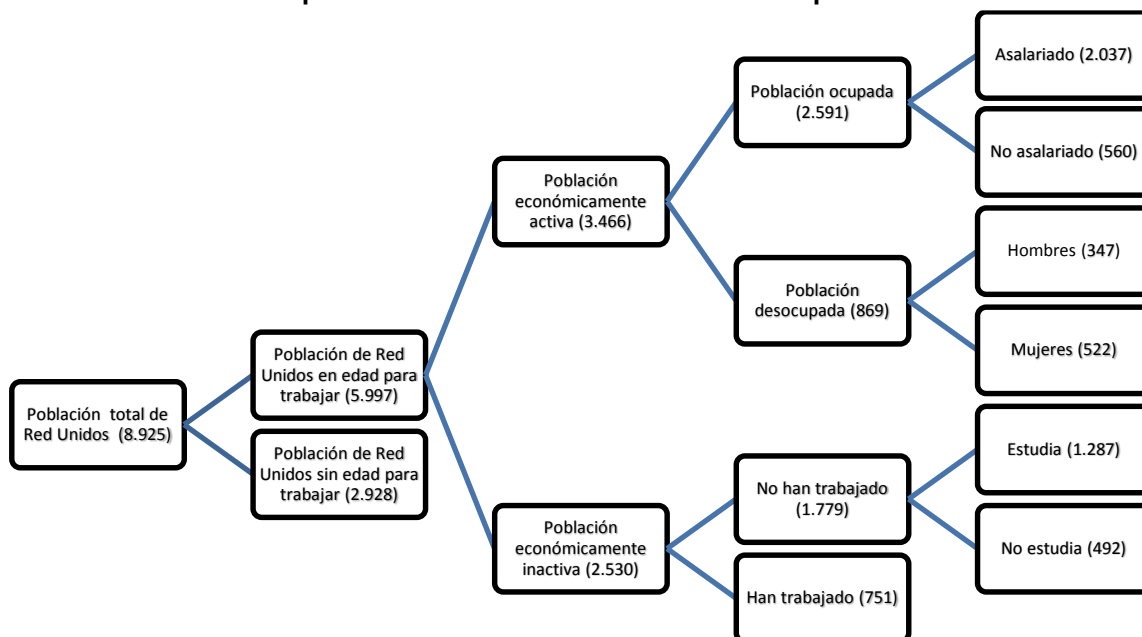 Población total de
Red Unidos (8.925)
Población de Red
Unidos en edad para
trabajar (5.997)
Población de Red
Unidos sin edad para
trabajar (2.928)
Población
económicamente
activa (3.466)
Población
económicamente
inactiva (2.530)
Población ocupada
(2.591)
Población
desocupada (869)
No han trabajado
(1.779)
Han trabajado (751)
Asalariado (2.037)
No asalariado (560)
Hombres (347)
Mujeres (522)
Estudia (1.287)
No estudia (492)